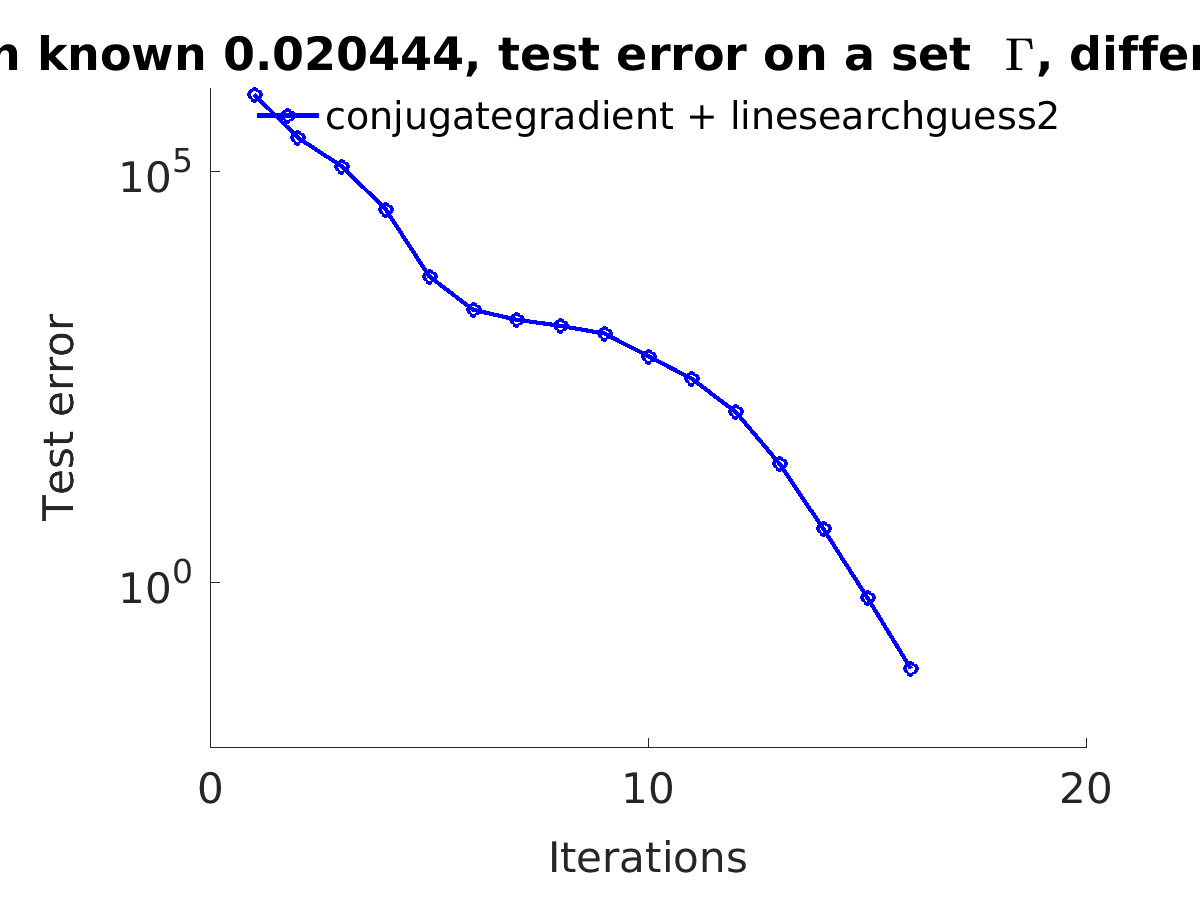 n known 0.020444, test error on a set Γ, differ
conjugategradient + linesearchguess2
10^5
10^0
Test error
0
10
20
Iterations